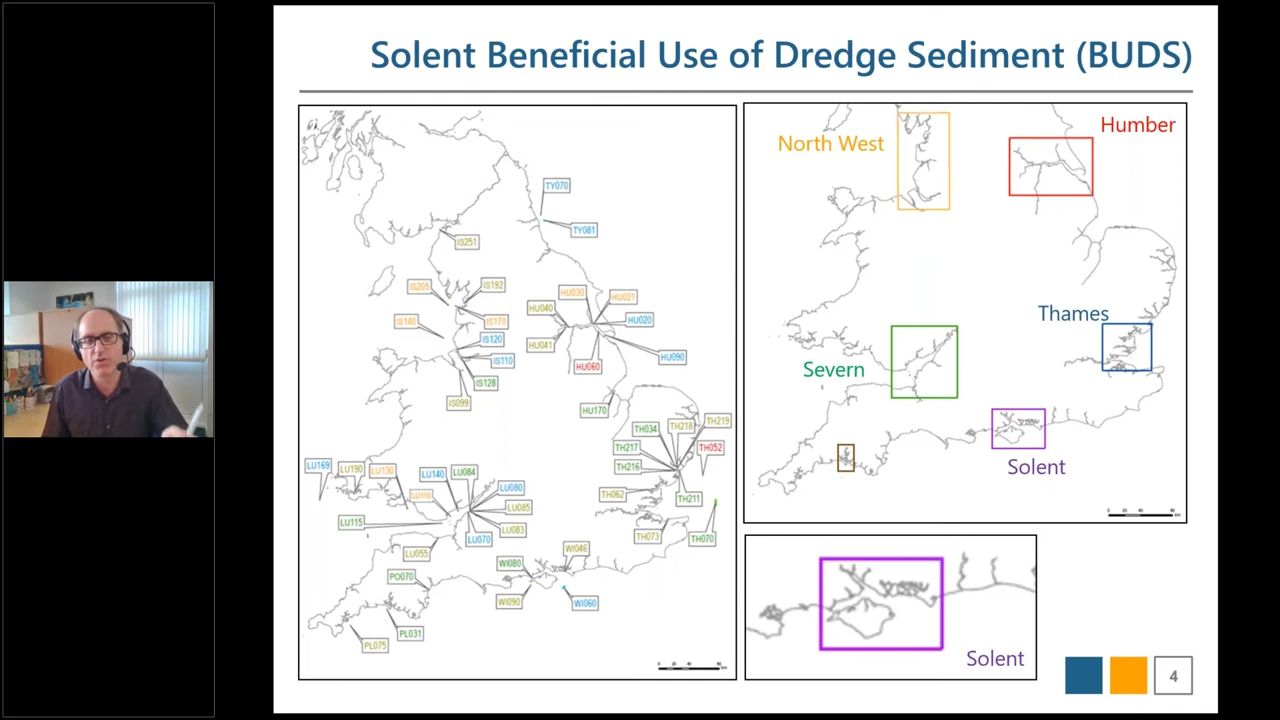 Solent Beneficial Use of Dredge Sediment (BUDS)
TY070
TY081
IS251
IS205
IS192
IS140
IS170
IS120
IS110
IS128
IS099
HU030
HU021
HU040
HU020
HU041
HU060
HU090
HU170
TH034
TH218
TH219
TH217
TH052
TH216
TH062
TH211
TH073
TH070
LU169
LU190
LU130
LU140
LU084
LU080
LU110
LU085
LU115
LU083
LU070
LU055
WI046
WI080
PO070
WI090
WI060
PL031
PL075
North West
Humber
Thames
Severn
Solent
Solent
4